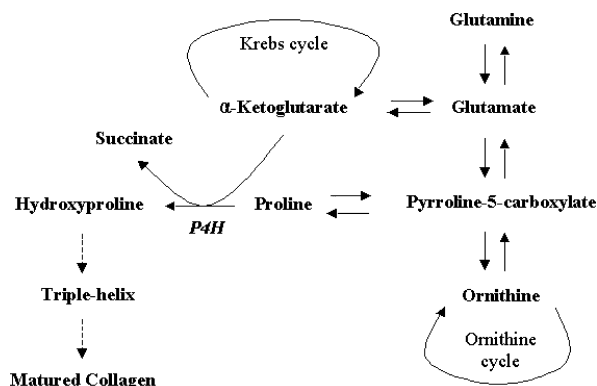 Glutamine
Krebs cycle
α-Ketoglutarate
Glutamate
Succinate
Hydroxyproline
P4H
Proline
Pyrroline-5-carboxylate
Triple-helix
Ornithine
Ornithine
cycle
Matured Collagen